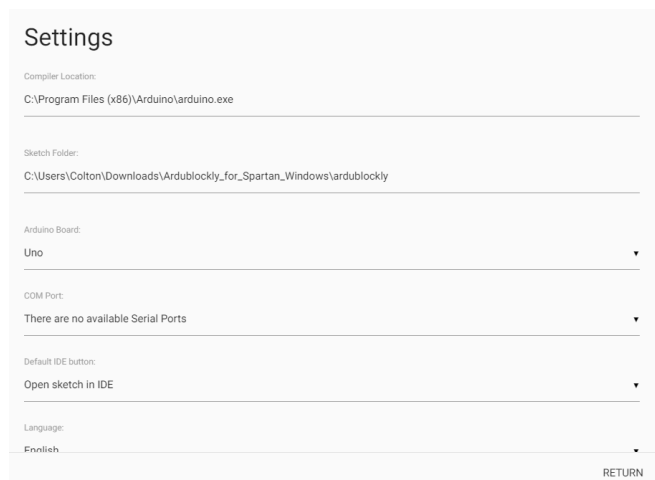 Settings
Compiler Location:
C:\Program Files (x86)\Arduino\arduino.exe
Sketch Folder:
C:\Users\Colton\Downloads\Ardublockly_for_Spartan_Windows\ardublockly
Arduino Board:
Uno
COM Port:
There are no available Serial Ports
Default IDE button:
Open sketch in IDE
Language:
English
RETURN